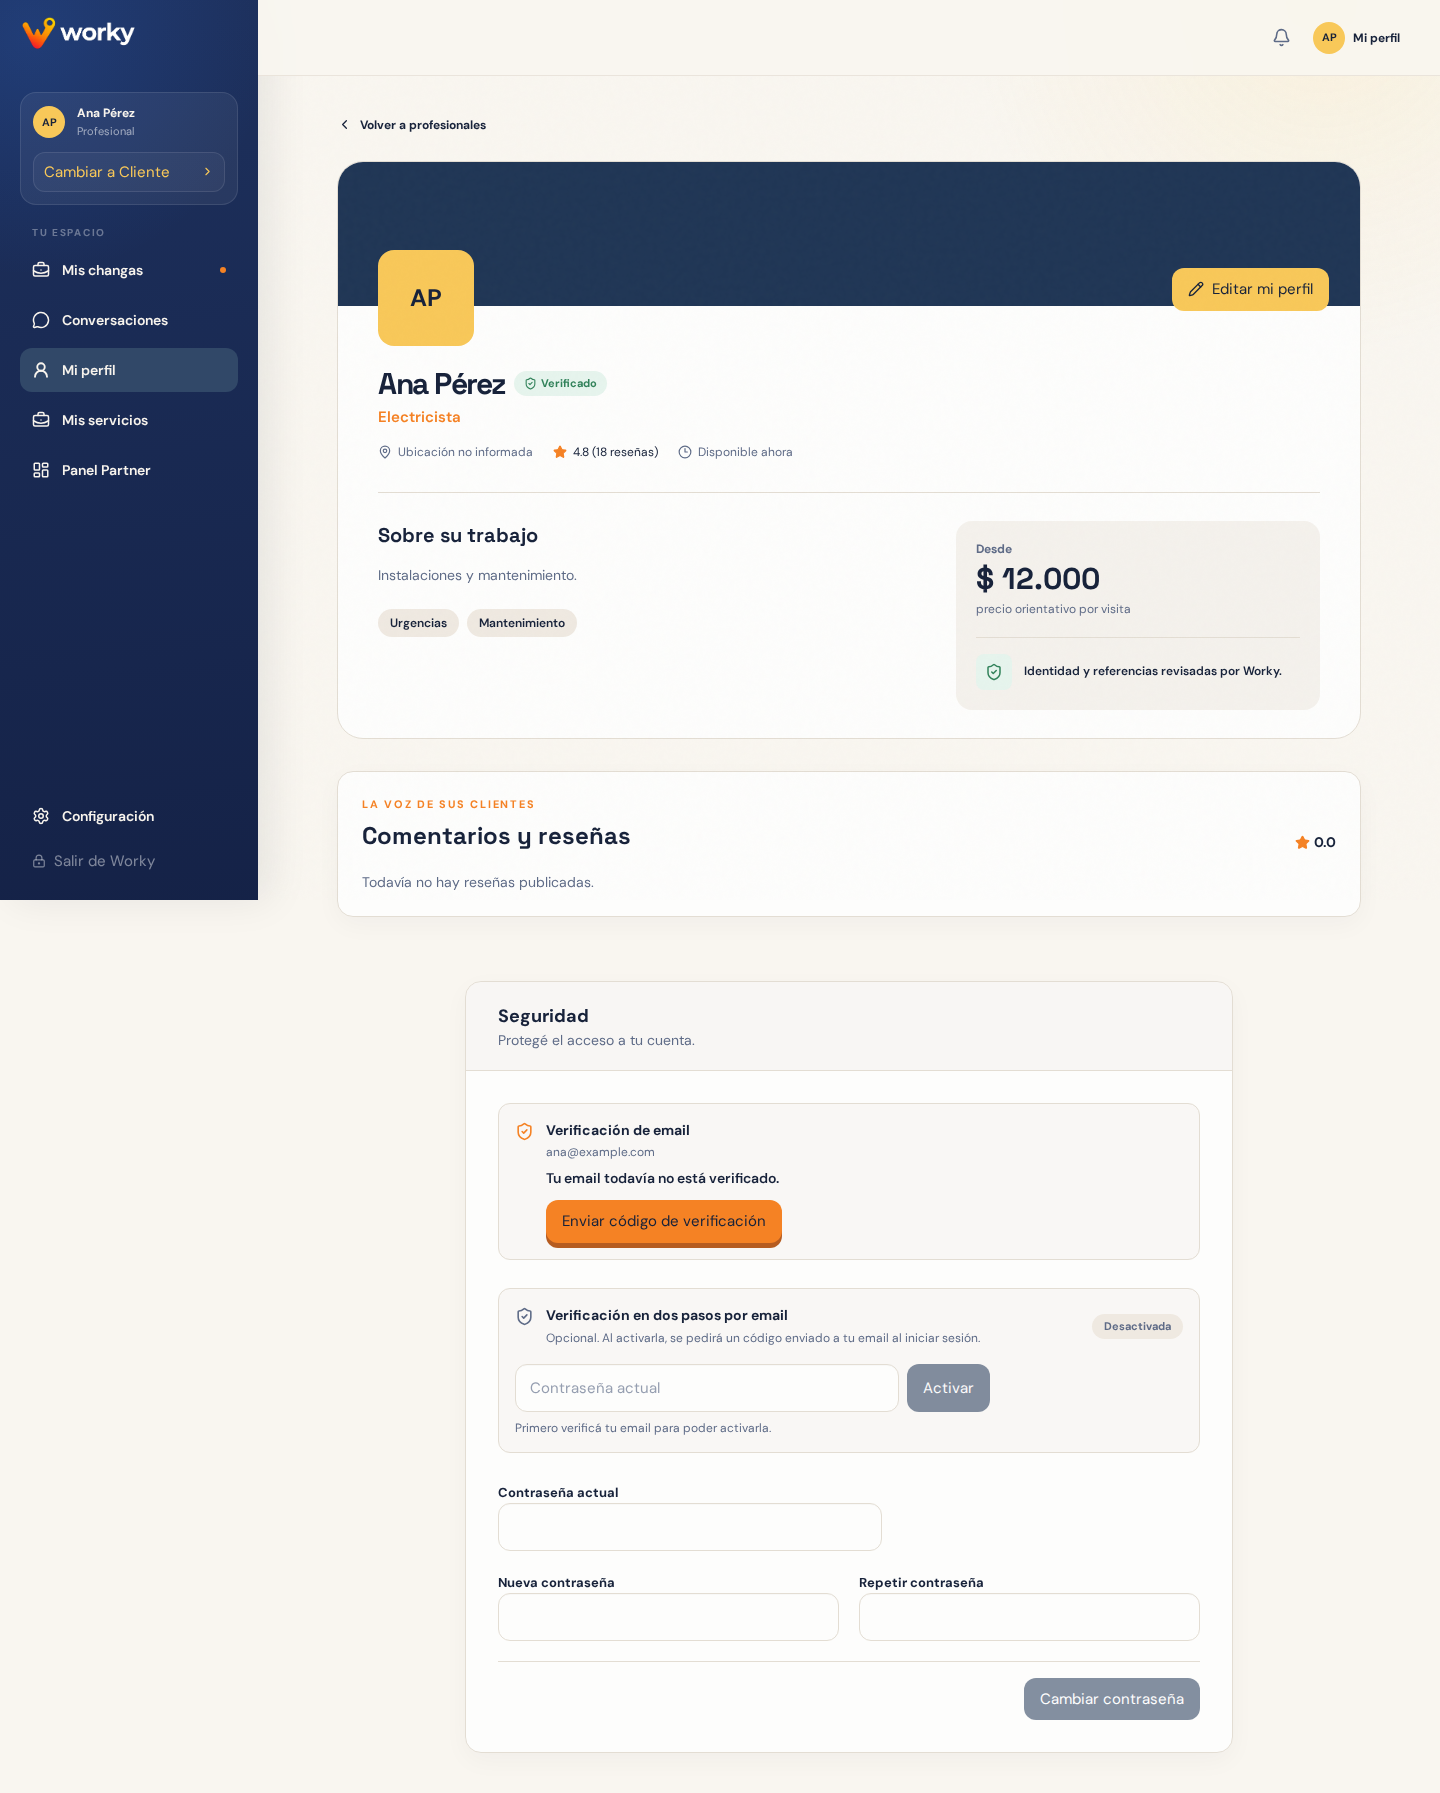 worky
AP
Ana Pérez
Profesional
Cambiar a Cliente
TU ESPACIO
Mis changas
Conversaciones
Mi perfil
Mis servicios
Panel Partner
Configuración
Salir de Worky
AP
Mi perfil
Volver a profesionales
AP
Editar mi perfil
Ana Pérez
Verificado
Electricista
Ubicación no informada
4.8 (18 reseñas)
Disponible ahora
Sobre su trabajo
Instalaciones y mantenimiento.
Urgencias
Mantenimiento
Desde
$ 12.000
precio orientativo por visita
Identidad y referencias revisadas por Worky.
LA VOZ DE SUS CLIENTES
Comentarios y reseñas
0.0
Todavía no hay reseñas publicadas.
Seguridad
Protegé el acceso a tu cuenta.
Verificación de email
ana@example.com
Tu email todavía no está verificado.
Enviar código de verificación
Verificación en dos pasos por email
Opcional. Al activarla, se pedirá un código enviado a tu email al iniciar sesión.
Desactivada
Contraseña actual
Activar
Primero verificá tu email para poder activarla.
Contraseña actual
Nueva contraseña
Repetir contraseña
Cambiar contraseña